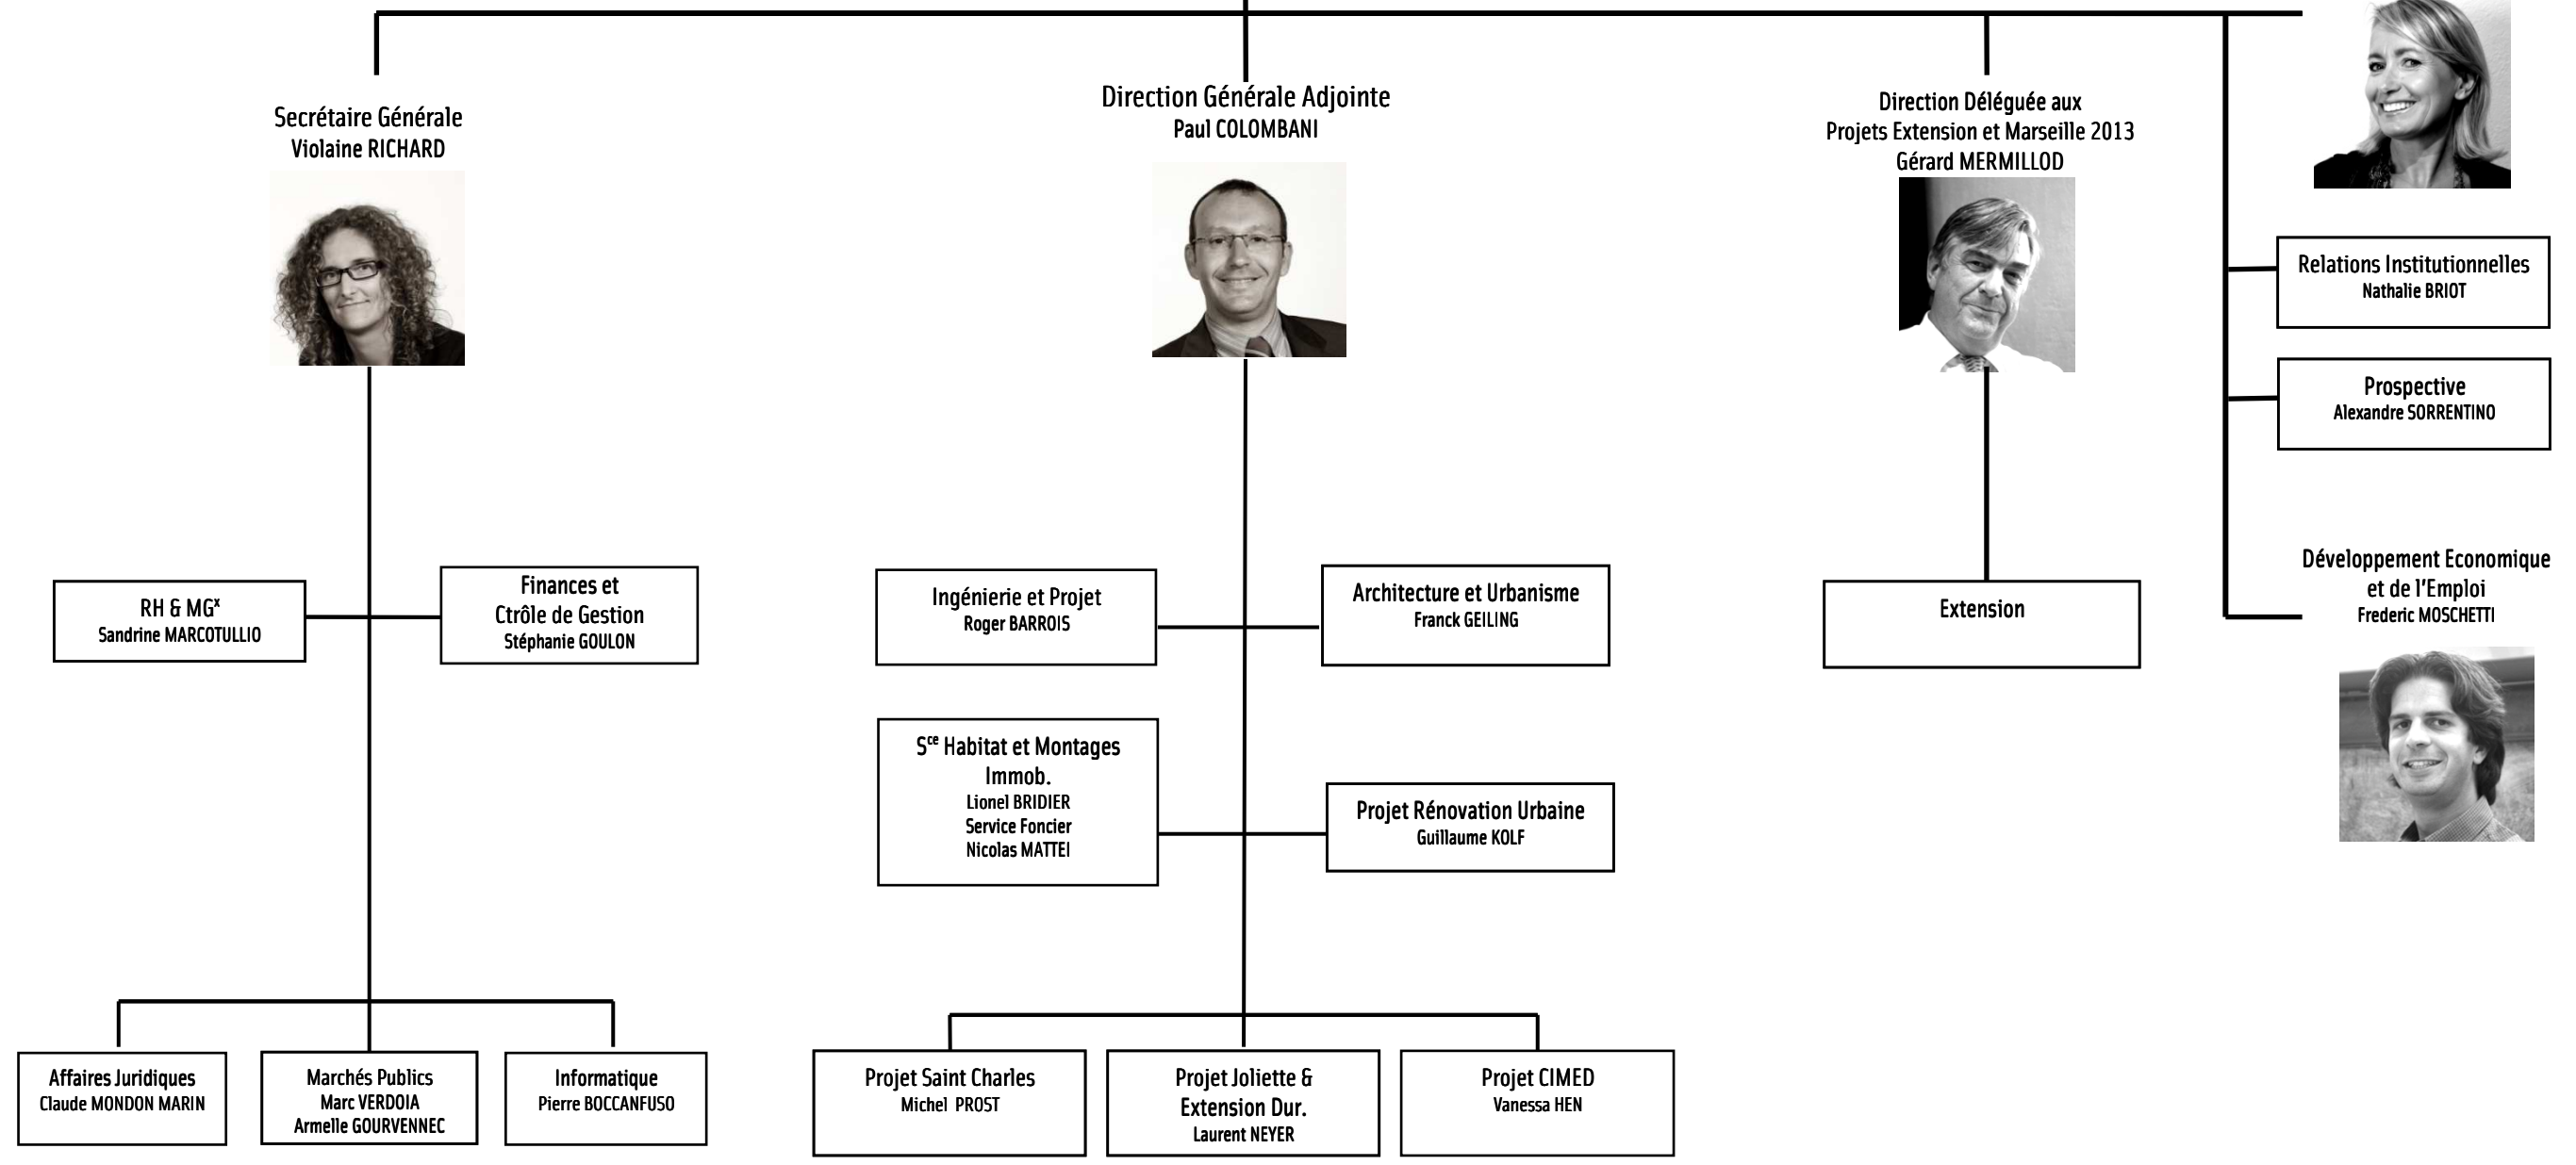 Secrétaire Générale
Violaine RICHARD
Direction Générale Adjointe
Paul COLOMBANI
Direction Déléguée aux
Projets Extension et Marseille 2013
Gérard MERMILLOD
Relations Institutionnelles
Nathalie BRIOT
Prospective
Alexandre SORRENTINO
Développement Economique
et de l'Emploi
Frederic MOSCHETTI
RH & MGx
Sandrine MARCOTULLIO
Finances et
Ctrôle de Gestion
Stéphanie GOULON
Ingénierie et Projet
Roger BARROIS
Architecture et Urbanisme
Franck GEILING
Extension
Sce Habitat et Montages
Immob.
Lionel BRIDIER
Service Foncier
Nicolas MATTEI
Projet Rénovation Urbaine
Guillaume KOLF
Affaires Juridiques
Claude MONDON MARIN
Marchés Publics
Marc VERDOIA
Armelle GOURVENNEC
Informatique
Pierre BOCCANFUSO
Projet Saint Charles
Michel PROST
Projet Joliette &
Extension Dur.
Laurent NEYER
Projet CIMED
Vanessa HEN